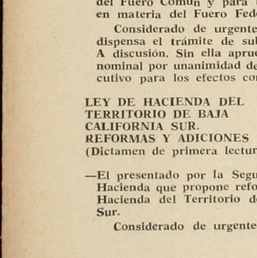 del Fuero Común y para
en materia del Fuero Fed
Considerado de urgente
dispensa el trámite de su
A discusión. Sin ella apru
nominal por unanimidad d
cutivo para los efectos co
LEY DE HACIENDA DEL
TERRITORIO DE BAJA
CALIFORNIA SUR.
REFORMAS Y ADICIONES
(Dictamen de primera lectur
—El presentado por la Segu
Hacienda que propone refo
Hacienda del Territorio d
Sur.
Considerado de urgente